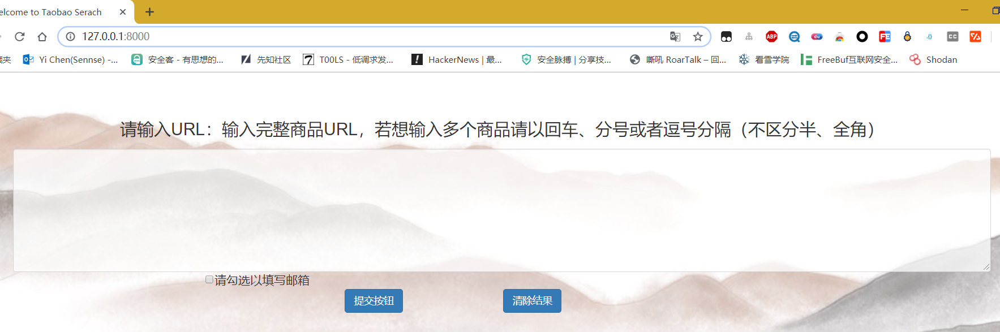 elcome to Taobao Serach
127.0.0.1:8000
ABP du FE CC
藏夹 Yi Chen(Sennse) -... 安全客 - 有思想的... 先知社区 T00LS - 低调求发... HackerNews | 最... 安全脉搏 | 分享技... 嘶吼 RoarTalk – 回... 看雪学院 FreeBuf互联网安全... Shodan
请输入URL：输入完整商品URL，若想输入多个商品请以回车、分号或者逗号分隔（不区分半、全角）
请勾选以填写邮箱
提交按钮 清除结果